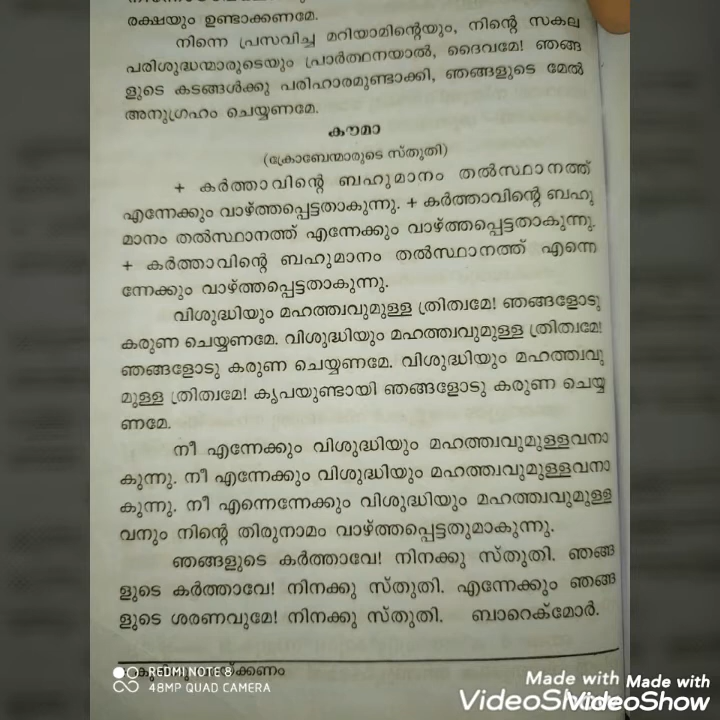 രക്ഷയും ഉണ്ടാക്കണമേ.
നിന്നെ പ്രസവിച്ച മറിയാമിന്റെയും, നിന്റെ സകല
പരിശുദ്ധന്മാരുടെയും പ്രാർത്ഥനയാൽ, ദൈവമേ! ഞങ്ങ
ളുടെ കടങ്ങൾക്കു പരിഹാരമുണ്ടാക്കി, ഞങ്ങളുടെ മേൽ
അനുഗ്രഹം ചെയ്യണമേ.
കൗമാ
(ക്രോബേന്മാരുടെ സ്തുതി)
+ കർത്താവിന്റെ ബഹുമാനം തൽസ്ഥാനത്ത്
എന്നേക്കും വാഴ്ത്തപ്പെട്ടതാകുന്നു. + കർത്താവിന്റെ ബഹു
മാനം തൽസ്ഥാനത്ത് എന്നേക്കും വാഴ്ത്തപ്പെട്ടതാകുന്നു.
+ കർത്താവിന്റെ ബഹുമാനം തൽസ്ഥാനത്ത് എന്നെ
ന്നേക്കും വാഴ്ത്തപ്പെട്ടതാകുന്നു.
വിശുദ്ധിയും മഹത്ത്വവുമുള്ള ത്രിത്വമേ! ഞങ്ങളോടു
കരുണ ചെയ്യണമേ. വിശുദ്ധിയും മഹത്ത്വവുമുള്ള ത്രിത്വമേ!
ഞങ്ങളോടു കരുണ ചെയ്യണമേ. വിശുദ്ധിയും മഹത്ത്വവു
മുള്ള ത്രിത്വമേ! കൃപയുണ്ടായി ഞങ്ങളോടു കരുണ ചെയ്യ
ണമേ.
നീ എന്നേക്കും വിശുദ്ധിയും മഹത്ത്വവുമുള്ളവനാ
കുന്നു. നീ എന്നേക്കും വിശുദ്ധിയും മഹത്ത്വവുമുള്ളവനാ
കുന്നു. നീ എന്നെന്നേക്കും വിശുദ്ധിയും മഹത്ത്വവുമുള്ള
വനും നിന്റെ തിരുനാമം വാഴ്ത്തപ്പെട്ടതുമാകുന്നു.
ഞങ്ങളുടെ കർത്താവേ! നിനക്കു സ്തുതി. ഞങ്ങ
ളുടെ കർത്താവേ! നിനക്കു സ്തുതി. എന്നേക്കും ഞങ്ങ
ളുടെ ശരണവുമേ! നിനക്കു സ്തുതി. ബാറെക്മോർ.
REDMI NOTE 8
48MP QUAD CAMERA
Made with Made with
VideoShow